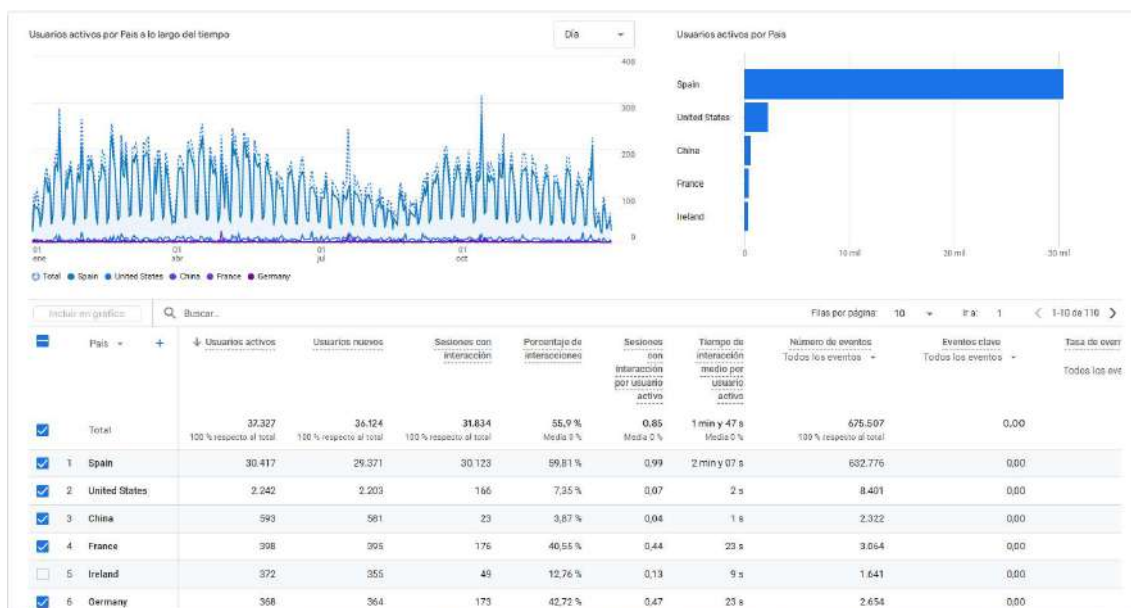 Usuarios activos por País a lo largo del tiempo
Día
Usuarios activos por País
400
300
200
100
0
01 ene
01 abr
01 jul
01 oct
Total Spain United States China France Germany
Spain
United States
China
France
Ireland
0 10 mil 20 mil 30 mil
Incluir en gráfico
Buscar...
Filas por página: 10 Ir a: 1 1-10 de 110
País + Usuarios activos Usuarios nuevos Sesiones con interacción Porcentaje de interacciones Sesiones con interacción por usuario activo Tiempo de interacción medio por usuario activo Número de eventos Eventos clave Tasa de even
Todos los eventos Todos los eventos Todos los eve
Total 37.327 36.124 31.834 55,9 % 0,85 1 min y 47 s 675.507 0,00
100 % respecto al total 100 % respecto al total 100 % respecto al total Media 0 % Media 0 % Media 0 % 100 % respecto al total
1 Spain 30.417 29.371 30.123 59,81 % 0,99 2 min y 07 s 632.776 0,00
2 United States 2.242 2.203 166 7,35 % 0,07 2 s 8.401 0,00
3 China 593 581 23 3,87 % 0,04 1 s 2.322 0,00
4 France 398 395 176 40,55 % 0,44 23 s 3.064 0,00
5 Ireland 372 355 49 12,76 % 0,13 9 s 1.641 0,00
6 Germany 368 364 173 42,72 % 0,47 23 s 2.654 0,00